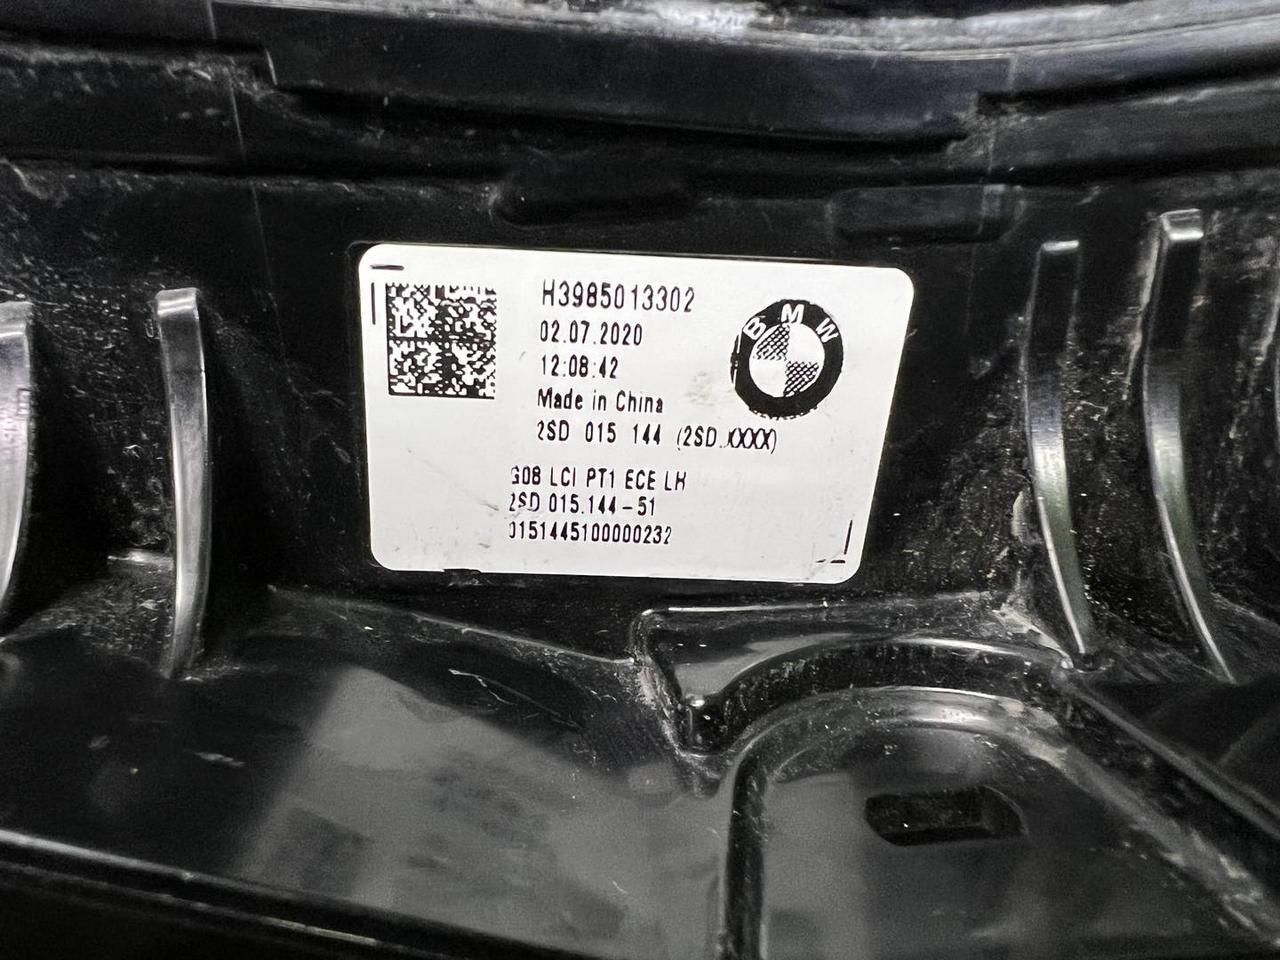 H3985013302
02.07.2020
12:08:42
Made in China
2SD 015 144 (2SD.XXXX)
BMW
G08 LCI PT1 ECE LH
2SD 015.144-51
0151445100000232